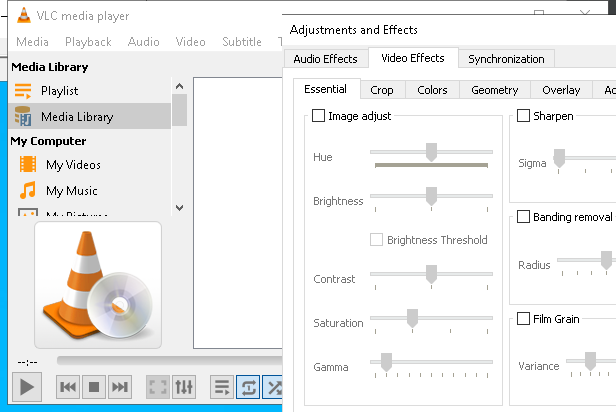 VLC media player
Media Playback Audio Video Subtitle
Media Library
Playlist
Media Library
My Computer
My Videos
My Music
My Pictures
--:--
Adjustments and Effects
Audio Effects Video Effects Synchronization
Essential Crop Colors Geometry Overlay
Image adjust
Hue
Brightness
Brightness Threshold
Contrast
Saturation
Gamma
Sharpen
Sigma
Banding removal
Radius
Film Grain
Variance